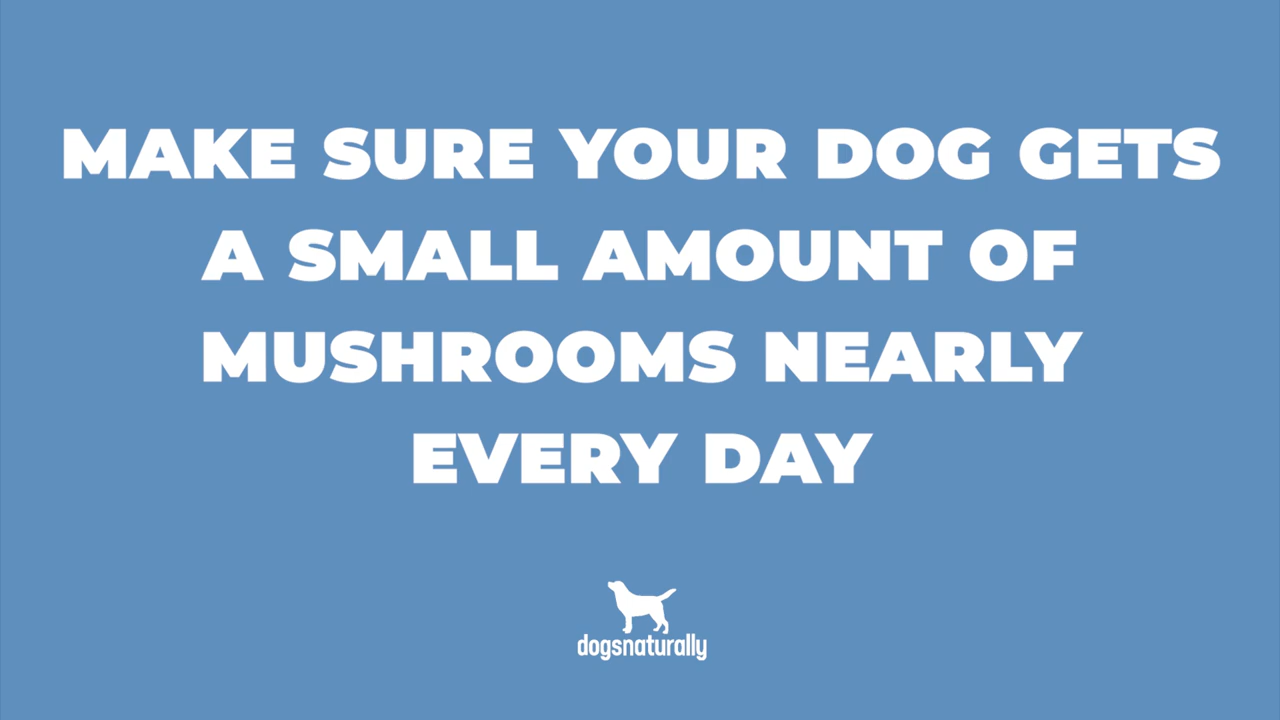 MAKE SURE YOUR DOG GETS
A SMALL AMOUNT OF
MUSHROOMS NEARLY
EVERY DAY
dogsnaturally